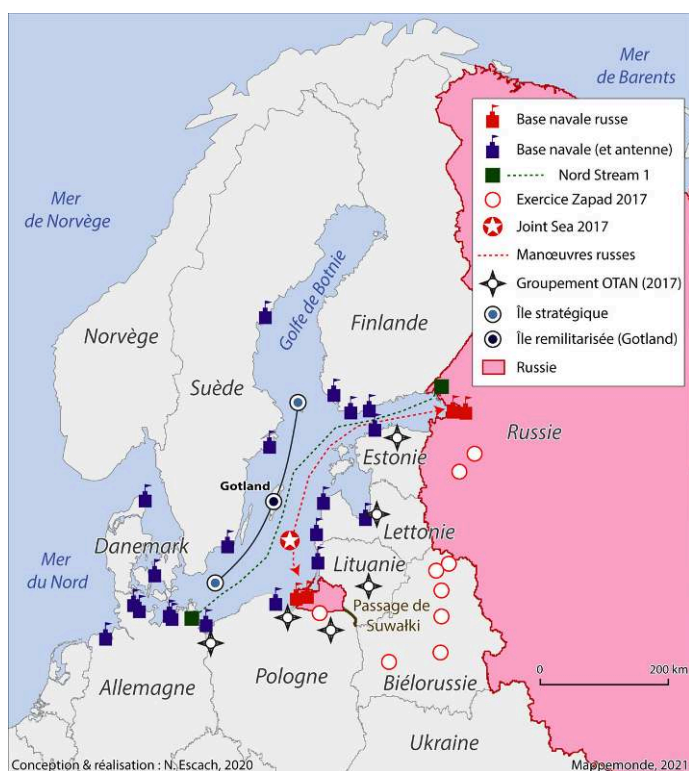 Mer
de Barents
Base navale russe
Base navale (et antenne)
Nord Stream 1
Exercice Zapad 2017
Joint Sea 2017
Manœuvres russes
Groupement OTAN (2017)
Île stratégique
Île remilitarisée (Gotland)
Russie
Mer
de Norvège
Golfe de Botnie
Norvège
Finlande
Suède
Russie
Estonie
Gotland
Lettonie
Danemark
Mer
du Nord
Lituanie
Passage de
Suwałki
0 200 km
Allemagne
Pologne
Biélorussie
Ukraine
Conception & réalisation : N. Escach, 2020
Mappemonde, 2021